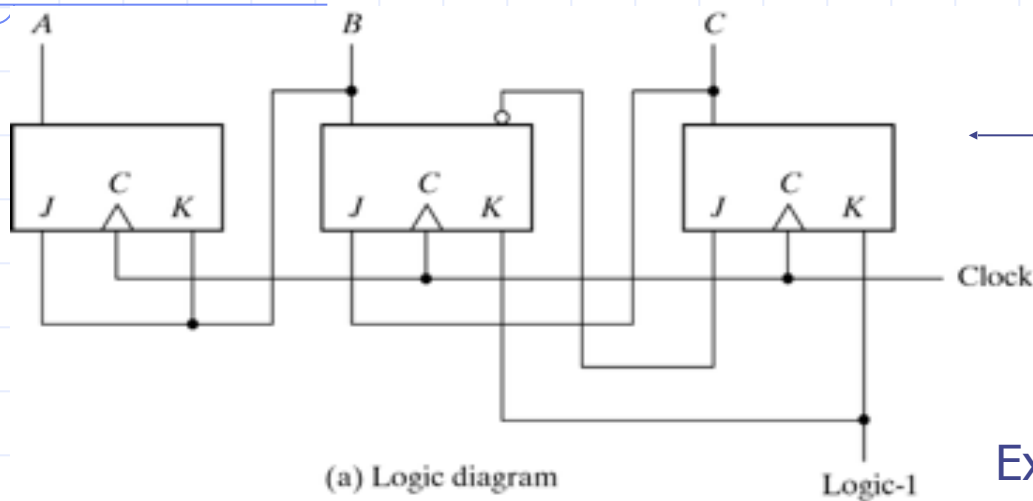 A B C
C C C
J K J K J K
Clock
(a) Logic diagram
Logic-1
Ex